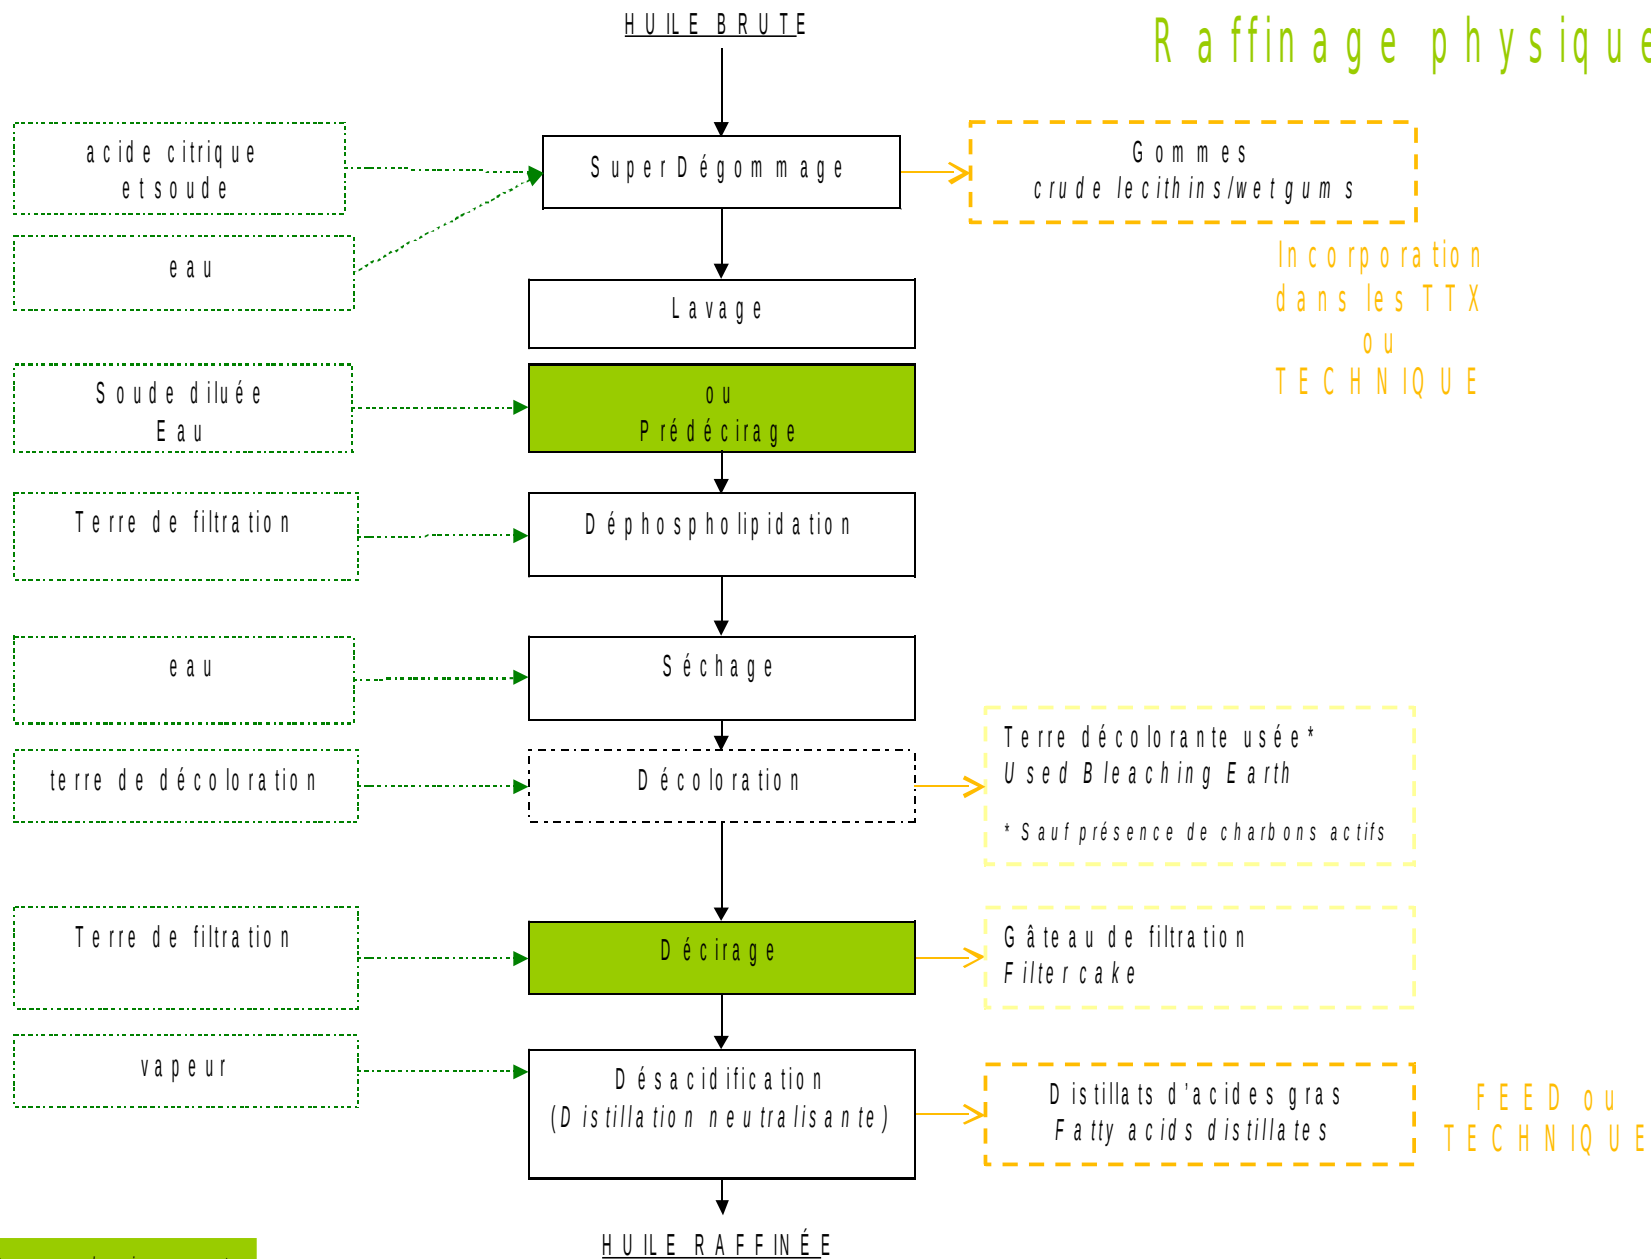 HUILE BRUTE
Raffinage physique
acide citrique
et soude
SuperDégommage
Gommes
crude lecithins/wet gums
eau
Incorporation
dans les TTX
ou
TECHNIQUE
Lavage
Soude diluée
Eau
ou
Prédécirage
Terre de filtration
Déphospholipidation
eau
Séchage
terre de décoloration
Décoloration
Terre décolorante usée*
Used Bleaching Earth
* Sauf présence de charbons actifs
Terre de filtration
Décirage
Gâteau de filtration
Filter cake
vapeur
Désacidification
(Distillation neutralisante)
Distillats d'acides gras
Fatty acids distillates
FEED ou
TECHNIQUE
HUILE RAFFINÉE